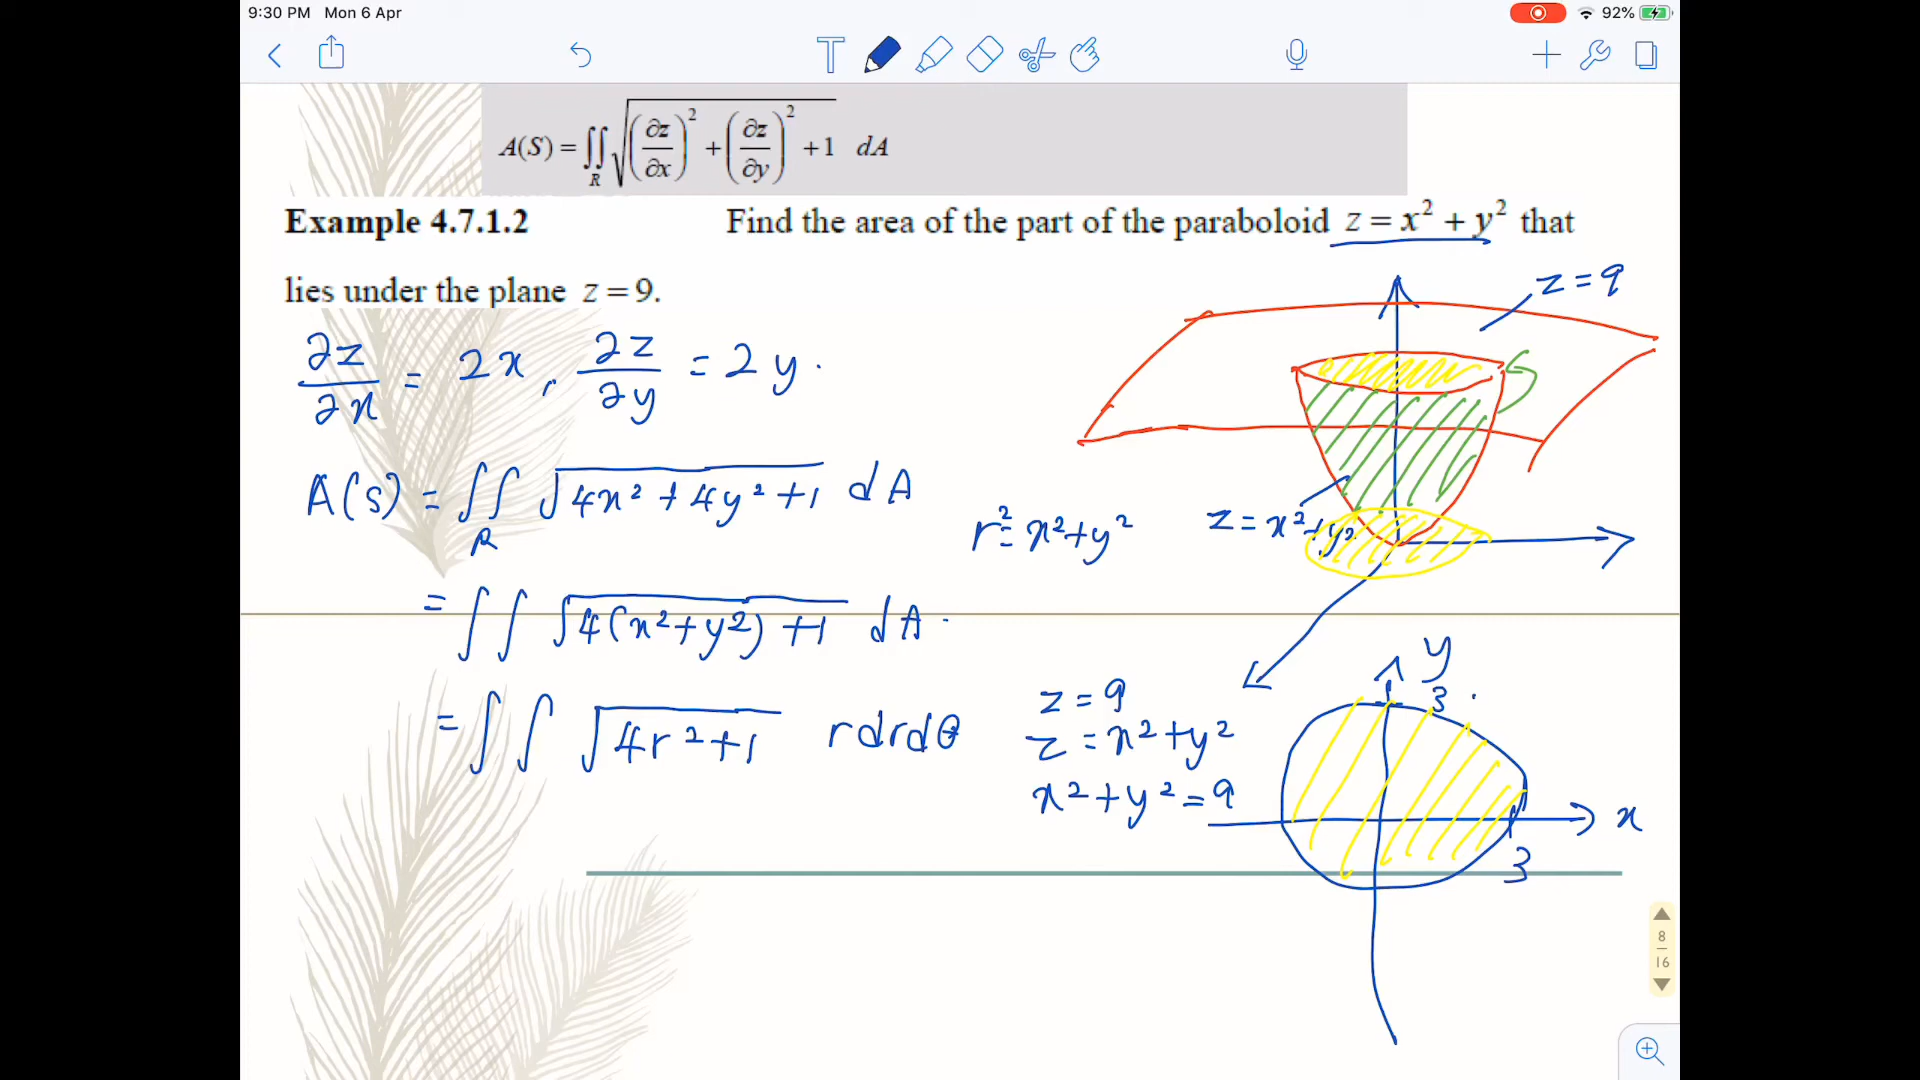 9:30 PM Mon 6 Apr 92%
T
A(S) = ∬_R √((∂z/∂x)² + (∂z/∂y)² + 1) dA
Example 4.7.1.2 Find the area of the part of the paraboloid z = x² + y² that
lies under the plane z = 9.
z = 9
∂z/∂x = 2x, ∂z/∂y = 2y.
A(S) = ∬_R √(4x² + 4y² + 1) dA
r² = x² + y²
z = x² + y²
= ∬ √(4(x² + y²) + 1) dA.
= ∬ √(4r² + 1) r dr dθ
z = 9
z = x² + y²
x² + y² = 9
y
3
x
3
8
16